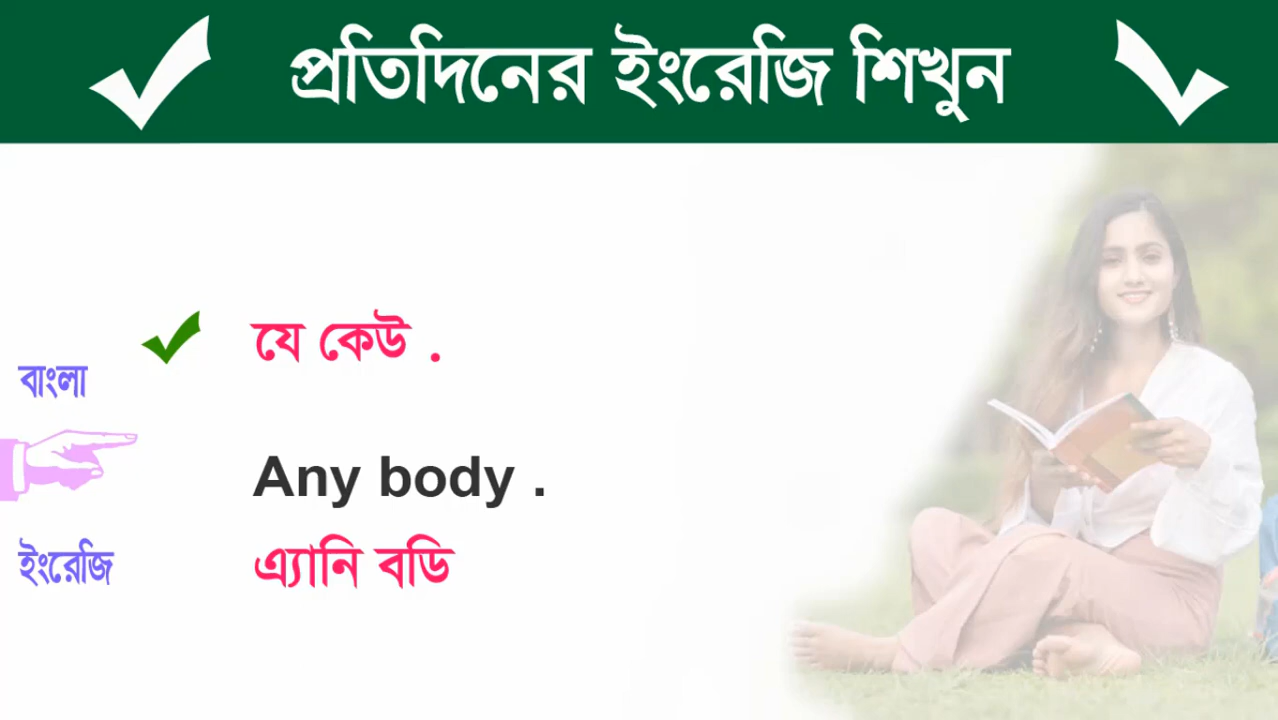 প্রতিদিনের ইংরেজি শিখুন
যে কেউ .
বাংলা
Any body .
ইংরেজি
এ্যানি বডি